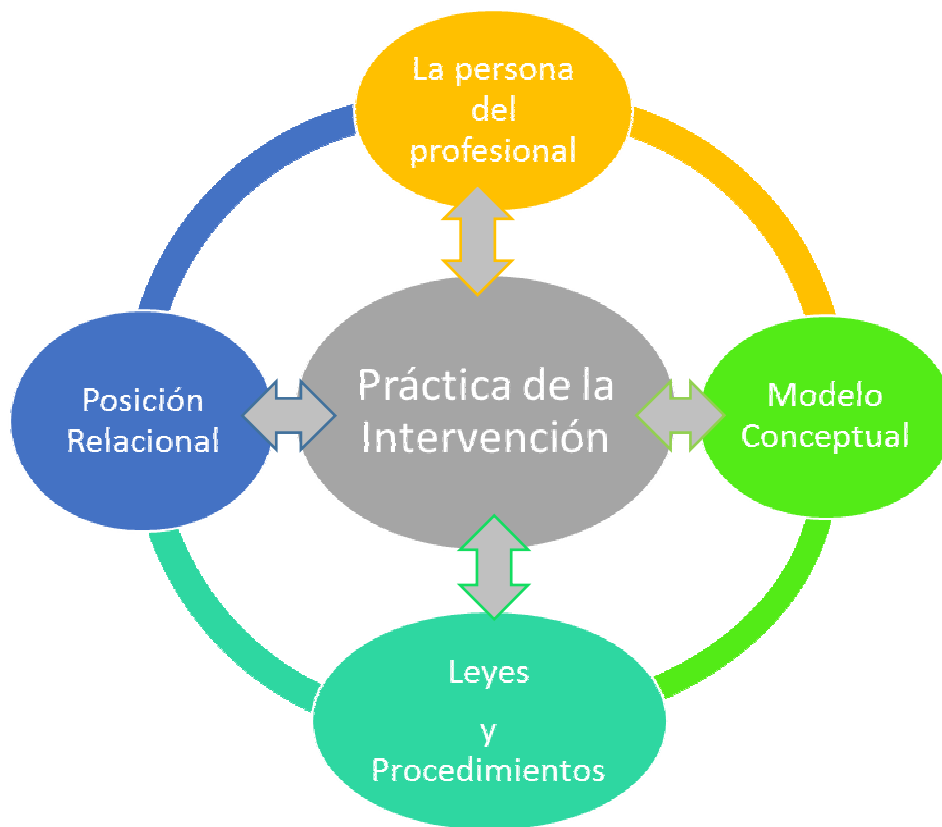 La persona
del
profesional
Posición
Relacional
Práctica de la
Intervención
Modelo
Conceptual
Leyes
y
Procedimientos